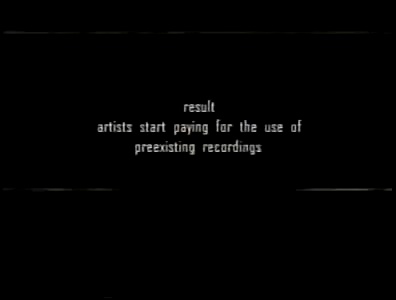 result
artists start paying for the use of
preexisting recordings